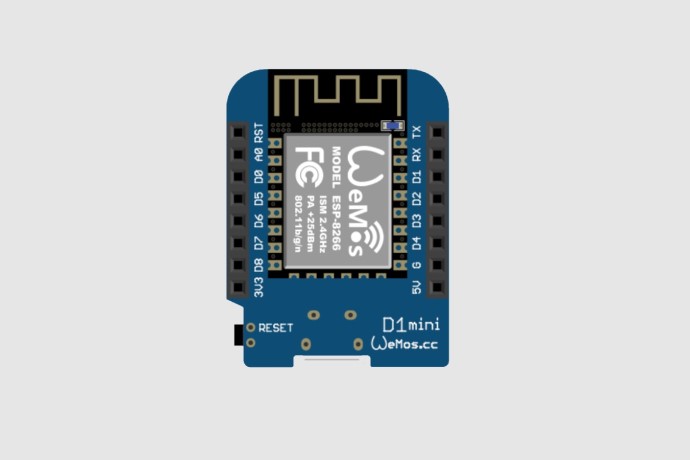 RST
A0
D0
D5
D6
D7
D8
3V3
WeMos
MODEL ESP-8266
ISM 2.4GHz
PA +25dBm
802.11b/g/n
FC
TX
RX
D1
D2
D3
D4
G
5V
RESET
D1mini
WeMos.cc